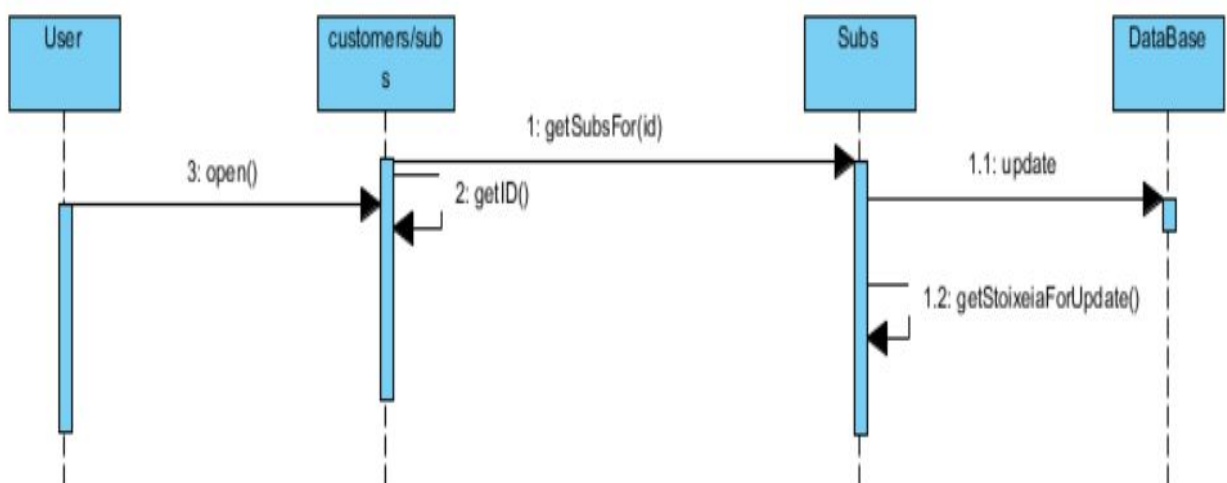 User
customers/sub
s
Subs
DataBase
1: getSubsFor(id)
3: open()
2: getID()
1.1: update
1.2: getStoixeiaForUpdate()